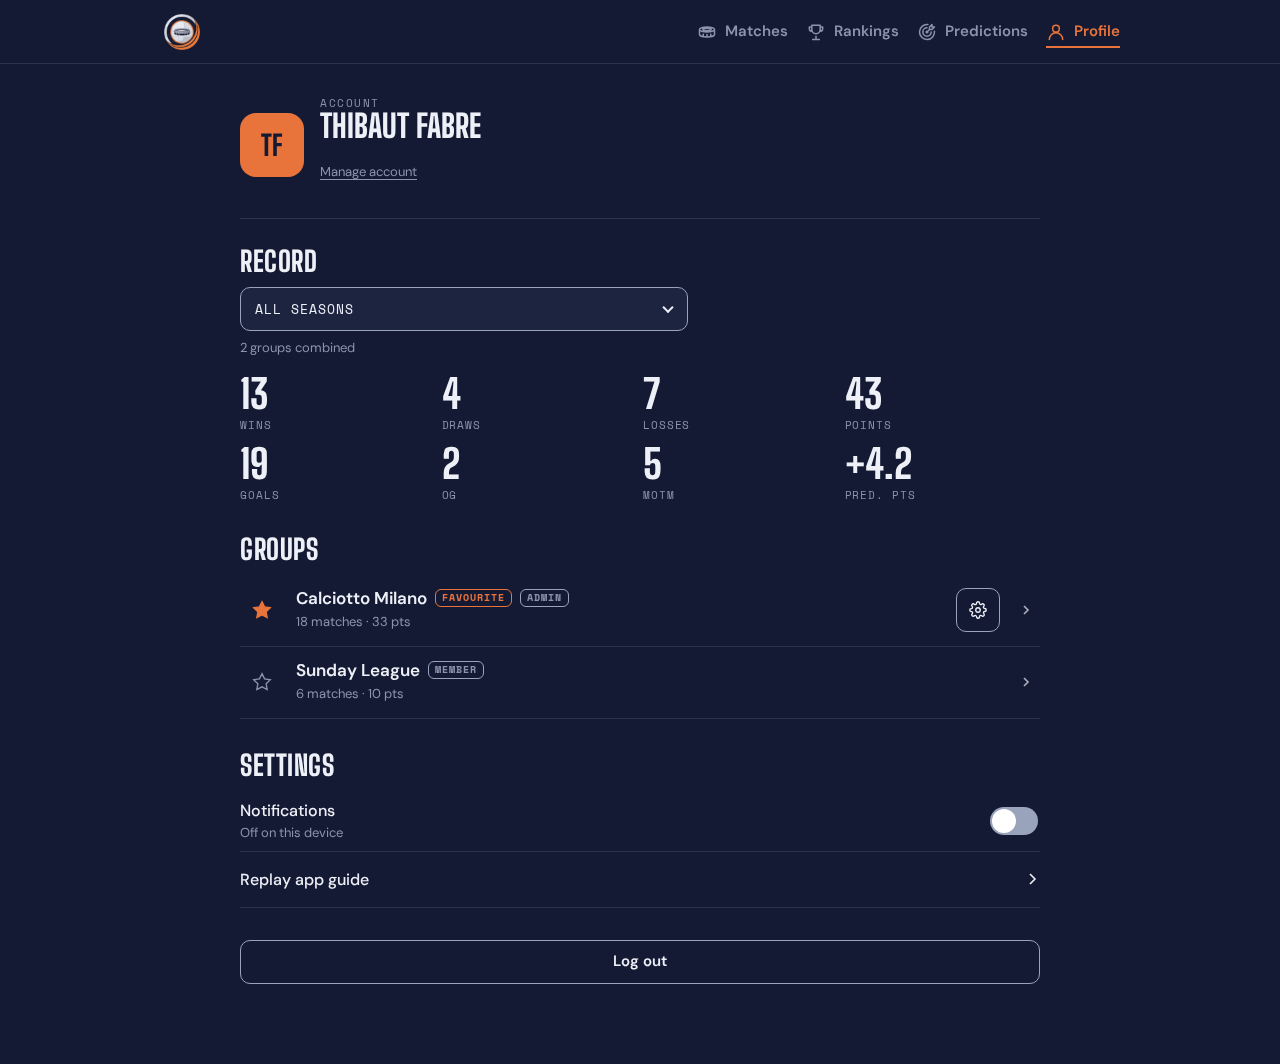 Matches Rankings Predictions Profile
ACCOUNT
THIBAUT FABRE
TF
Manage account
RECORD
ALL SEASONS
2 groups combined
13 4 7 43
WINS DRAWS LOSSES POINTS
19 2 5 +4.2
GOALS OG MOTM PRED. PTS
GROUPS
Calciotto Milano FAVOURITE ADMIN
18 matches · 33 pts
Sunday League MEMBER
6 matches · 10 pts
SETTINGS
Notifications
Off on this device
Replay app guide
Log out